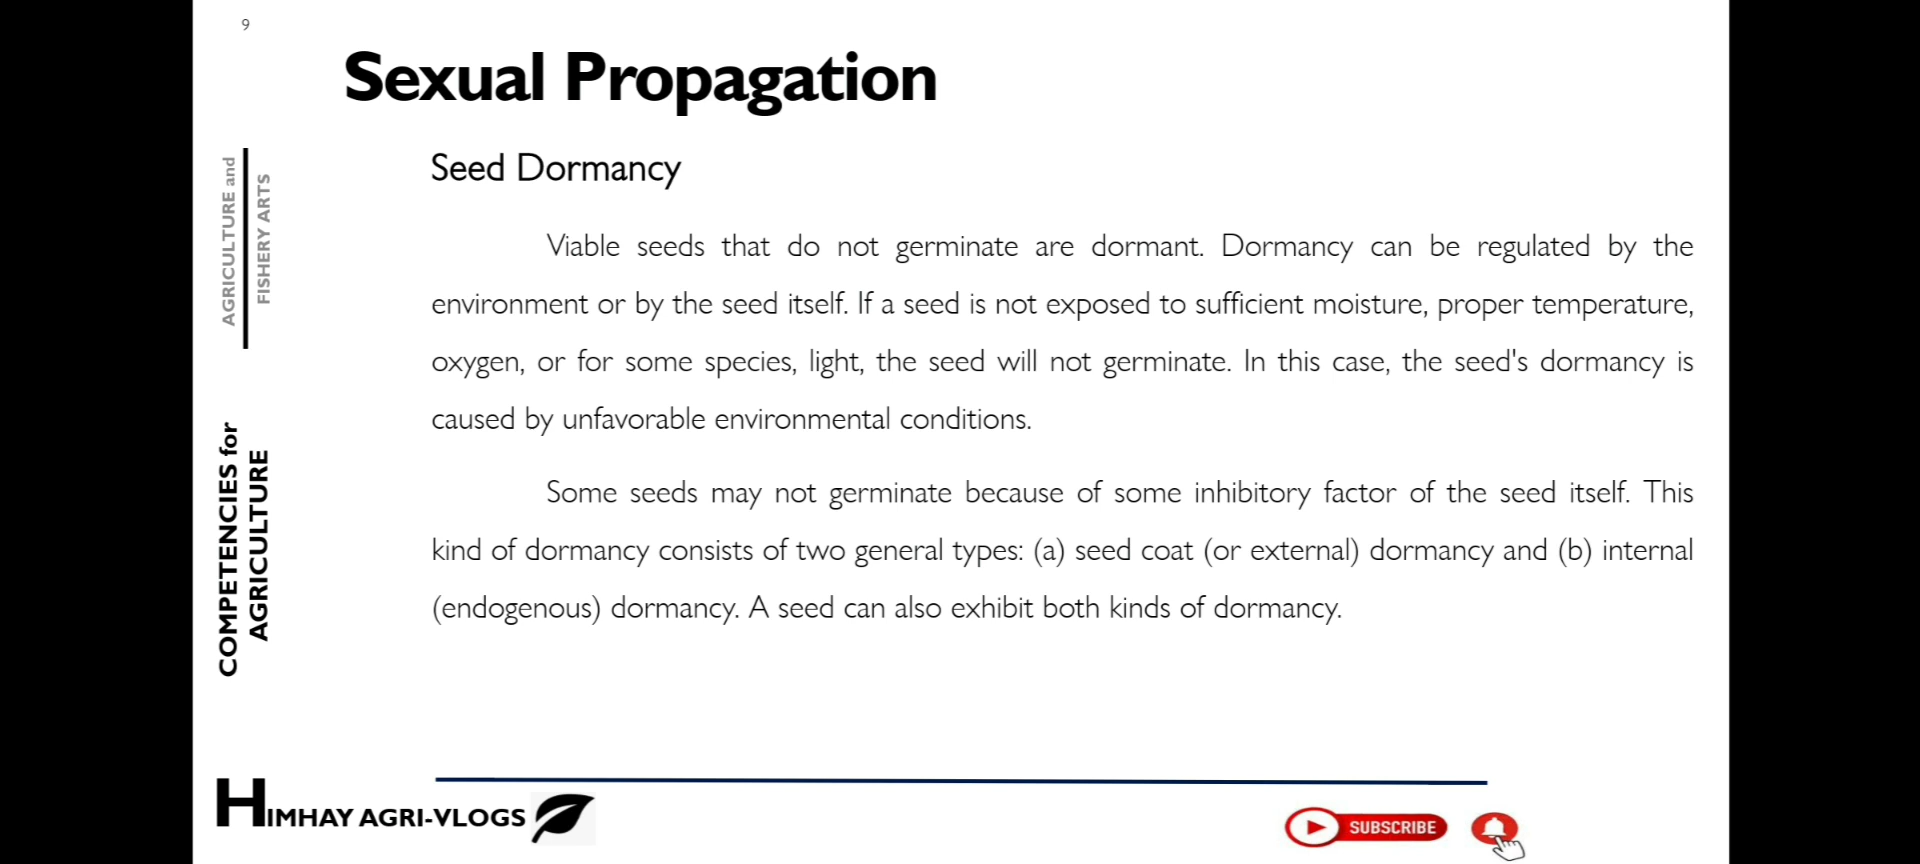 9
Sexual Propagation
AGRICULTURE and
FISHERY ARTS
Seed Dormancy
Viable seeds that do not germinate are dormant. Dormancy can be regulated by the
environment or by the seed itself. If a seed is not exposed to sufficient moisture, proper temperature,
oxygen, or for some species, light, the seed will not germinate. In this case, the seed's dormancy is
caused by unfavorable environmental conditions.
Some seeds may not germinate because of some inhibitory factor of the seed itself. This
kind of dormancy consists of two general types: (a) seed coat (or external) dormancy and (b) internal
(endogenous) dormancy. A seed can also exhibit both kinds of dormancy.
COMPETENCIES for
AGRICULTURE
HIMHAY AGRI-VLOGS
SUBSCRIBE